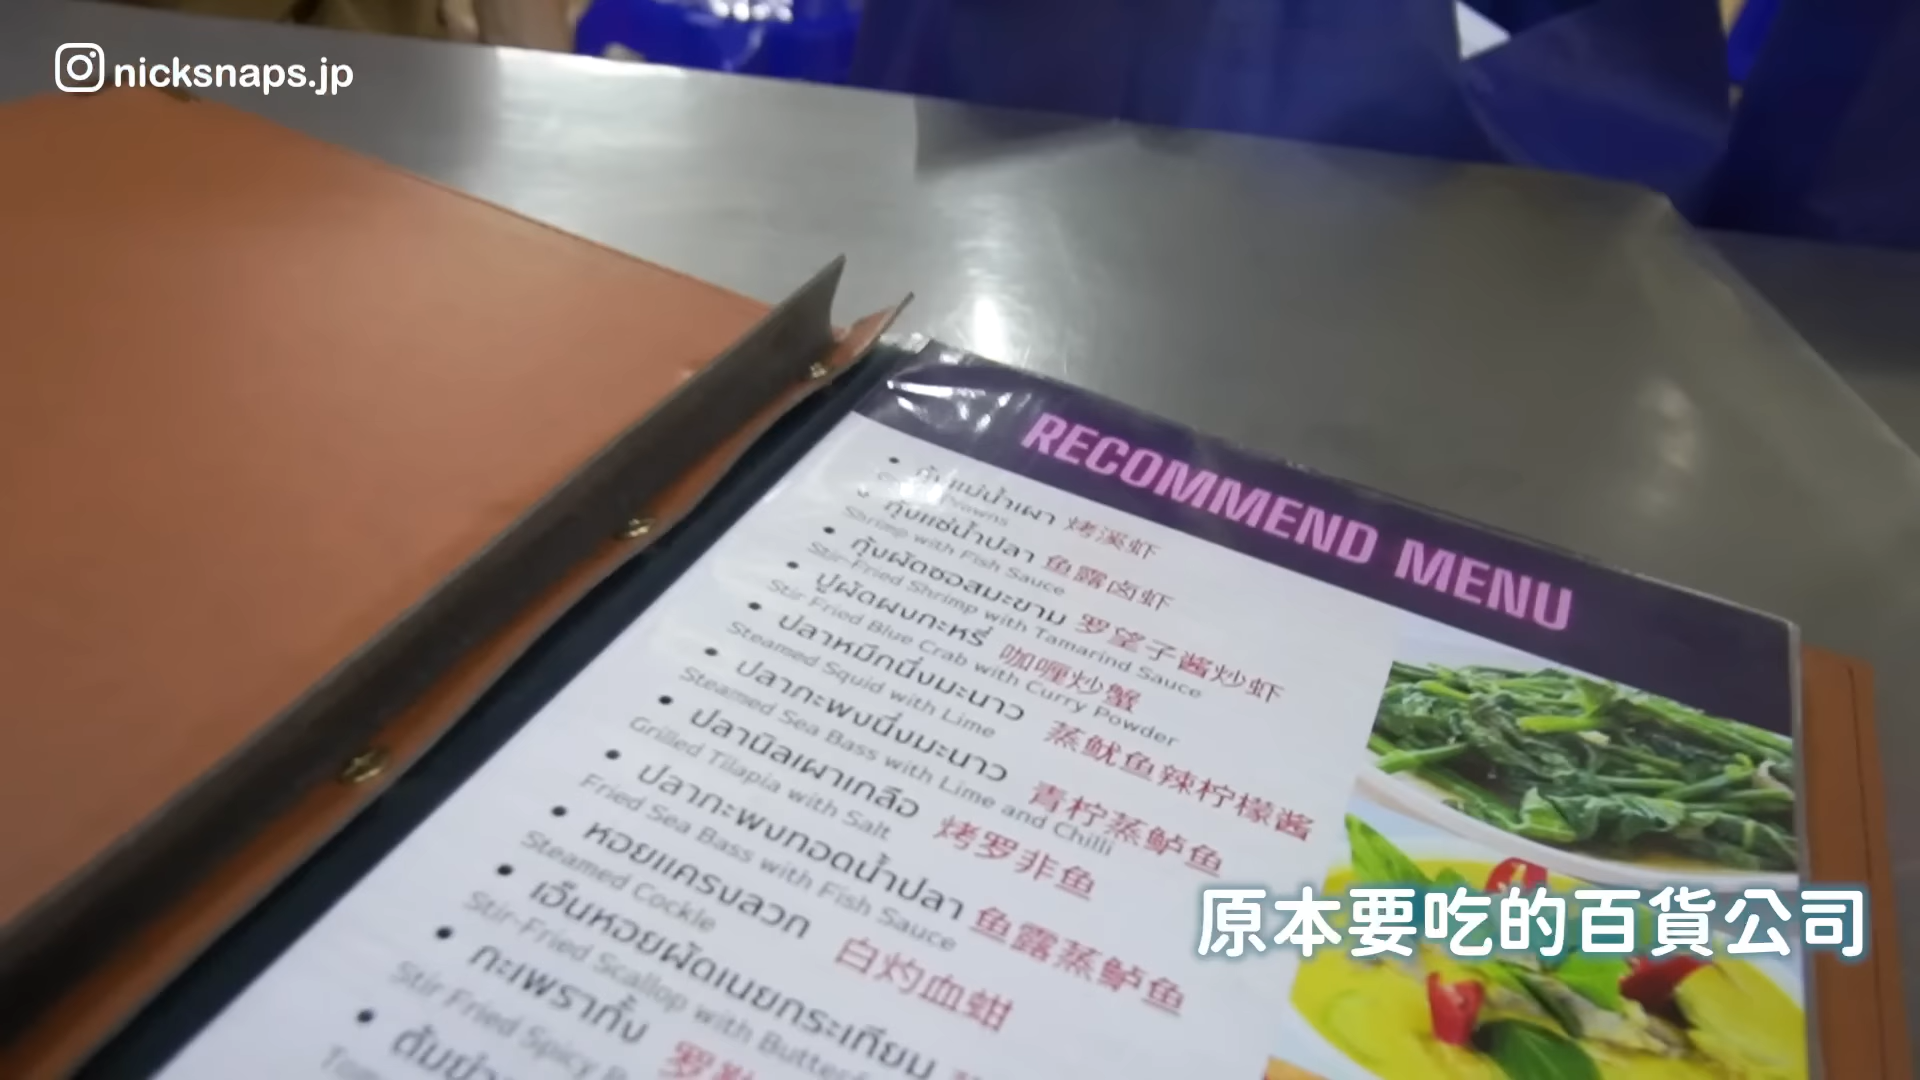 nicksnaps.jp
RECOMMEND MENU
กุ้งแม่น้ำเผา 烤溪虾
Prawns
กุ้งแช่น้ำปลา 鱼露卤虾
Shrimp with Fish Sauce
กุ้งผัดซอสมะขาม 罗望子酱炒虾
Stir-Fried Shrimp with Tamarind Sauce
ปูผัดผงกะหรี่ 咖喱炒蟹
Stir Fried Blue Crab with Curry Powder
ปลาหมึกนึ่งมะนาว 蒸鱿鱼辣柠檬酱
Steamed Squid with Lime
ปลากะพงนึ่งมะนาว 青柠蒸鲈鱼
Steamed Sea Bass with Lime and Chilli
ปลานิลเผาเกลือ 烤罗非鱼
Grilled Tilapia with Salt
ปลากะพงทอดน้ำปลา 鱼露蒸鲈鱼
Fried Sea Bass with Fish Sauce
หอยแครงลวก 白灼血蚶
Steamed Cockle
เอ็นหอยผัดเนยกระเทียม
Stir-Fried Scallop with
กะเพรากุ้ง 罗勒
Stir Fried Spicy
ต้มยำ
原本要吃的百貨公司